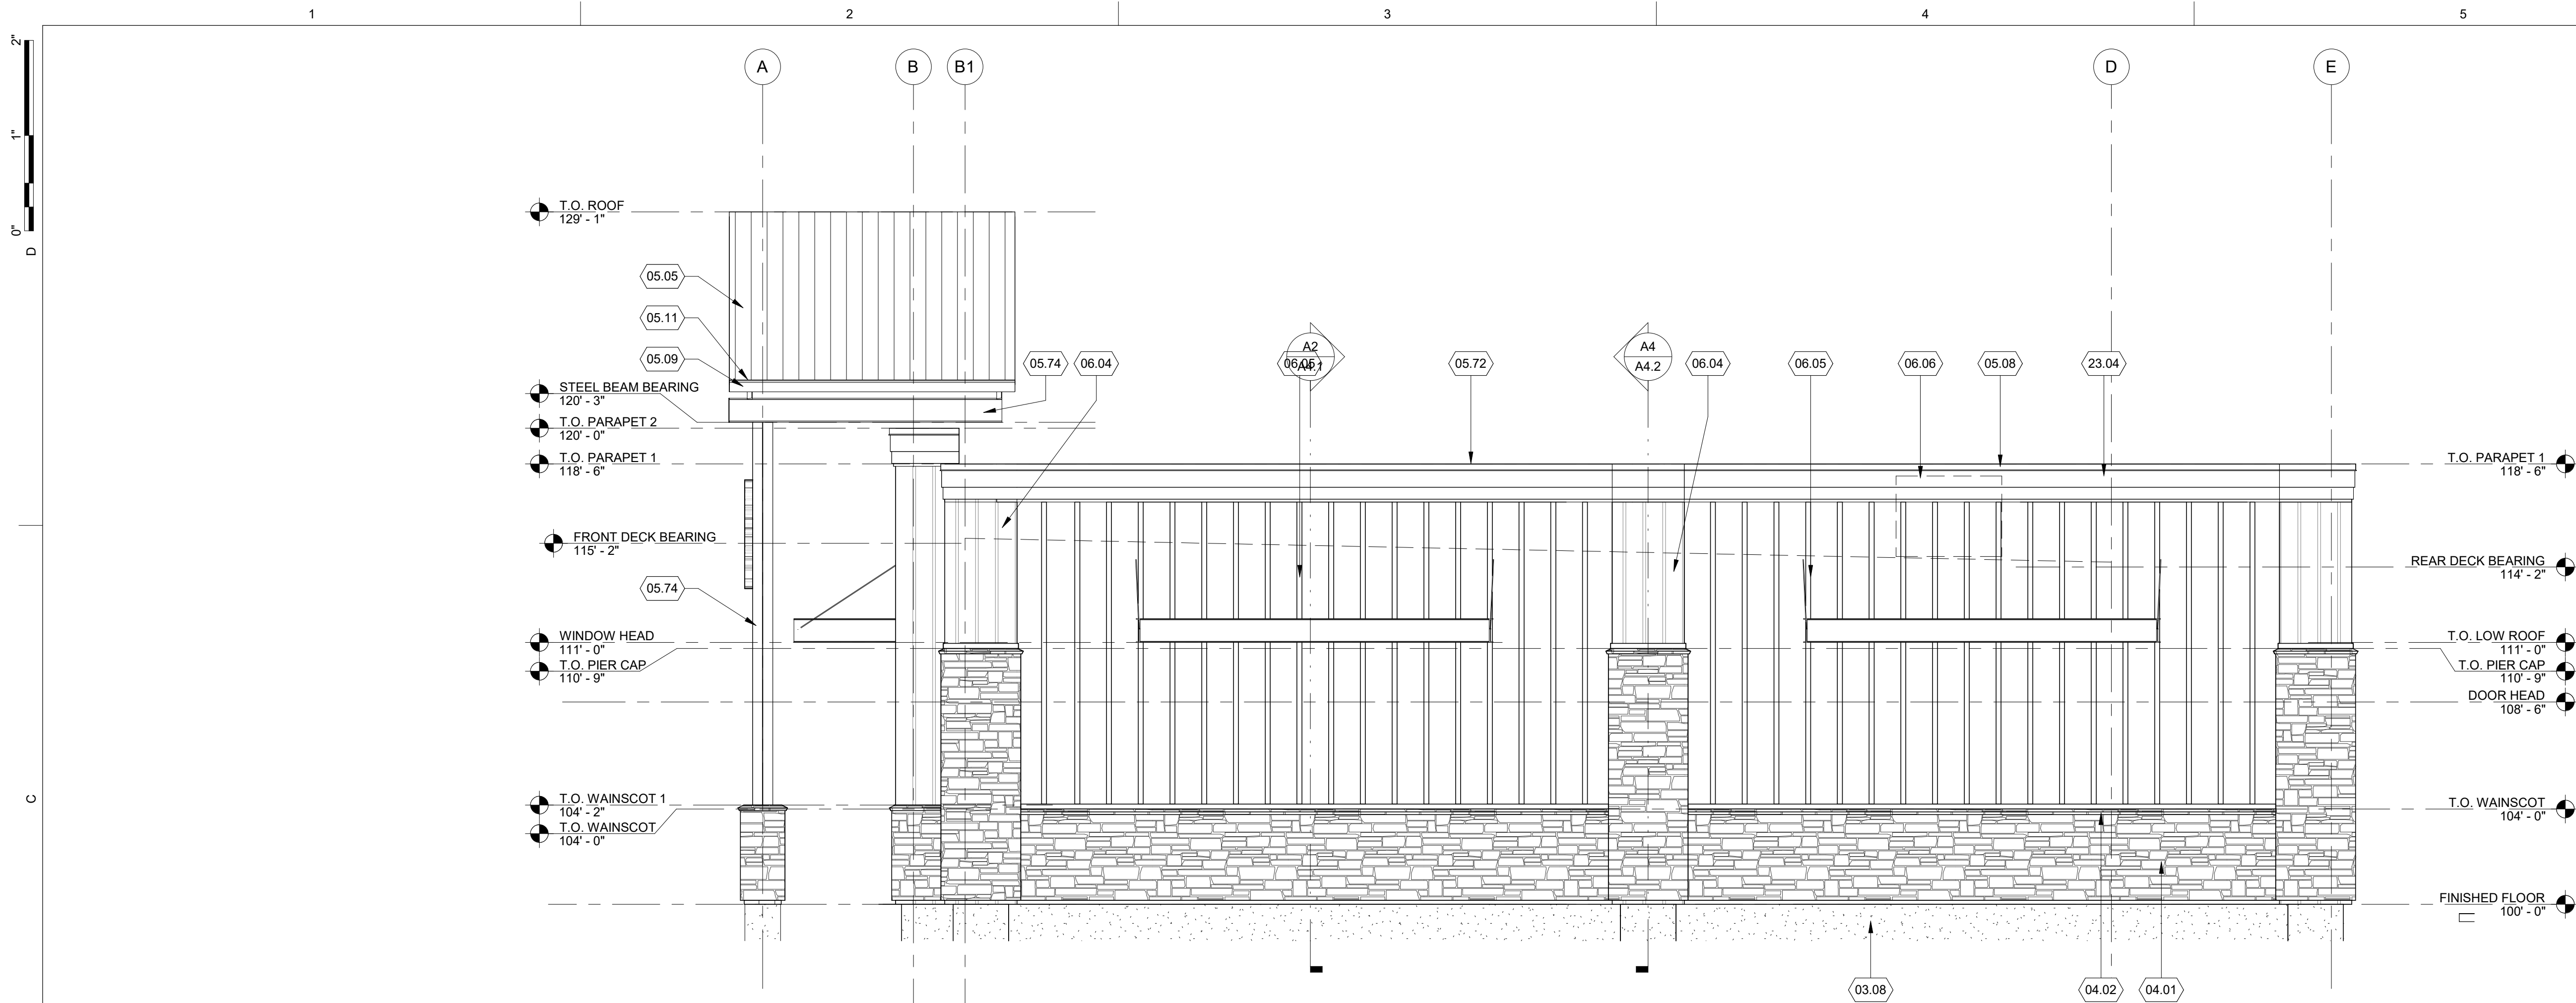 1 2 3 4 5
2"
1"
0"
D
C
A B B1 D E
T.O. ROOF
129' - 1"
05.05
05.11
05.09
STEEL BEAM BEARING
120' - 3"
T.O. PARAPET 2
120' - 0"
T.O. PARAPET 1
118' - 6"
FRONT DECK BEARING
115' - 2"
05.74
WINDOW HEAD
111' - 0"
T.O. PIER CAP
110' - 9"
T.O. WAINSCOT 1
104' - 2"
T.O. WAINSCOT
104' - 0"
05.74 06.04
A2
06.05
A4.1
05.72
A4
A4.2
06.04 06.05 06.06 05.08 23.04
T.O. PARAPET 1
118' - 6"
REAR DECK BEARING
114' - 2"
T.O. LOW ROOF
111' - 0"
T.O. PIER CAP
110' - 9"
DOOR HEAD
108' - 6"
T.O. WAINSCOT
104' - 0"
FINISHED FLOOR
100' - 0"
03.08 04.02 04.01